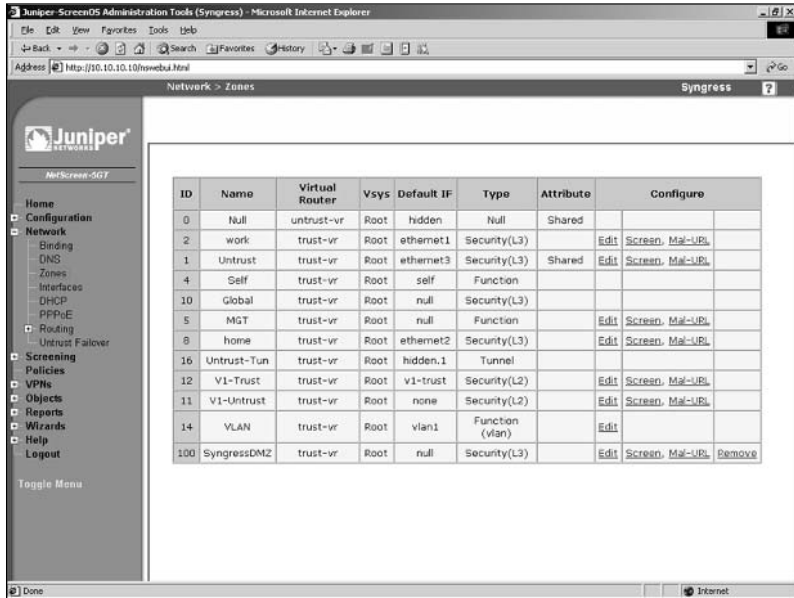 Juniper-ScreenOS Administration Tools (Syngress) - Microsoft Internet Explorer
File Edit View Favorites Tools Help
Back Search Favorites History
Address http://10.10.10.10/nswebui.html Go
Network > Zones Syngress ?
Juniper
NETWORKS
NetScreen-5GT
Home
Configuration
Network
Binding
DNS
Zones
Interfaces
DHCP
PPPoE
Routing
Untrust Failover
Screening
Policies
VPNs
Objects
Reports
Wizards
Help
Logout
Toggle Menu
ID Name Virtual Router Vsys Default IF Type Attribute Configure
0 Null untrust-vr Root hidden Null Shared
2 work trust-vr Root ethernet1 Security(L3) Edit Screen, Mal-URL
1 Untrust trust-vr Root ethernet3 Security(L3) Shared Edit Screen, Mal-URL
4 Self trust-vr Root self Function
10 Global trust-vr Root null Security(L3)
5 MGT trust-vr Root null Function Edit Screen, Mal-URL
8 home trust-vr Root ethernet2 Security(L3) Edit Screen, Mal-URL
16 Untrust-Tun trust-vr Root hidden.1 Tunnel
12 V1-Trust trust-vr Root v1-trust Security(L2) Edit Screen, Mal-URL
11 V1-Untrust trust-vr Root none Security(L2) Edit Screen, Mal-URL
14 VLAN trust-vr Root vlan1 Function (vlan) Edit
100 SyngressDMZ trust-vr Root null Security(L3) Edit Screen, Mal-URL Remove
Done Internet